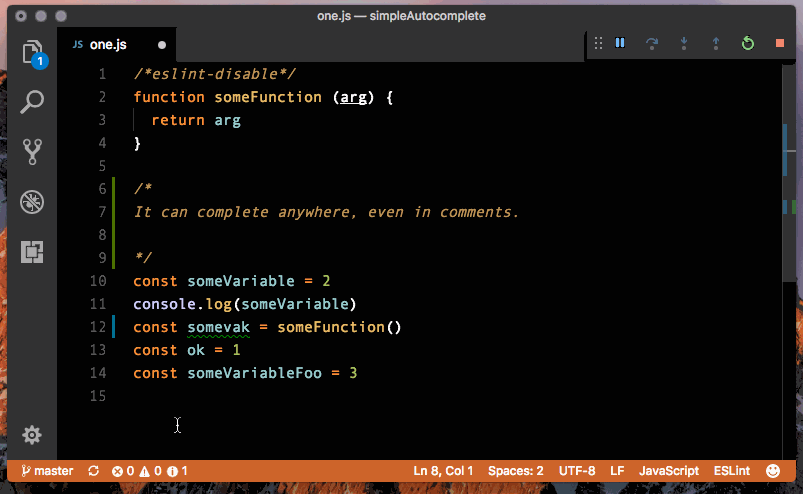 one.js — simpleAutocomplete
JS one.js
1
1 /*eslint-disable*/
2 function someFunction (arg) {
3 return arg
4 }
5
6 /*
7 It can complete anywhere, even in comments.
8
9 */
10 const someVariable = 2
11 console.log(someVariable)
12 const somevak = someFunction()
13 const ok = 1
14 const someVariableFoo = 3
15
master 0 0 1 Ln 8, Col 1 Spaces: 2 UTF-8 LF JavaScript ESLint